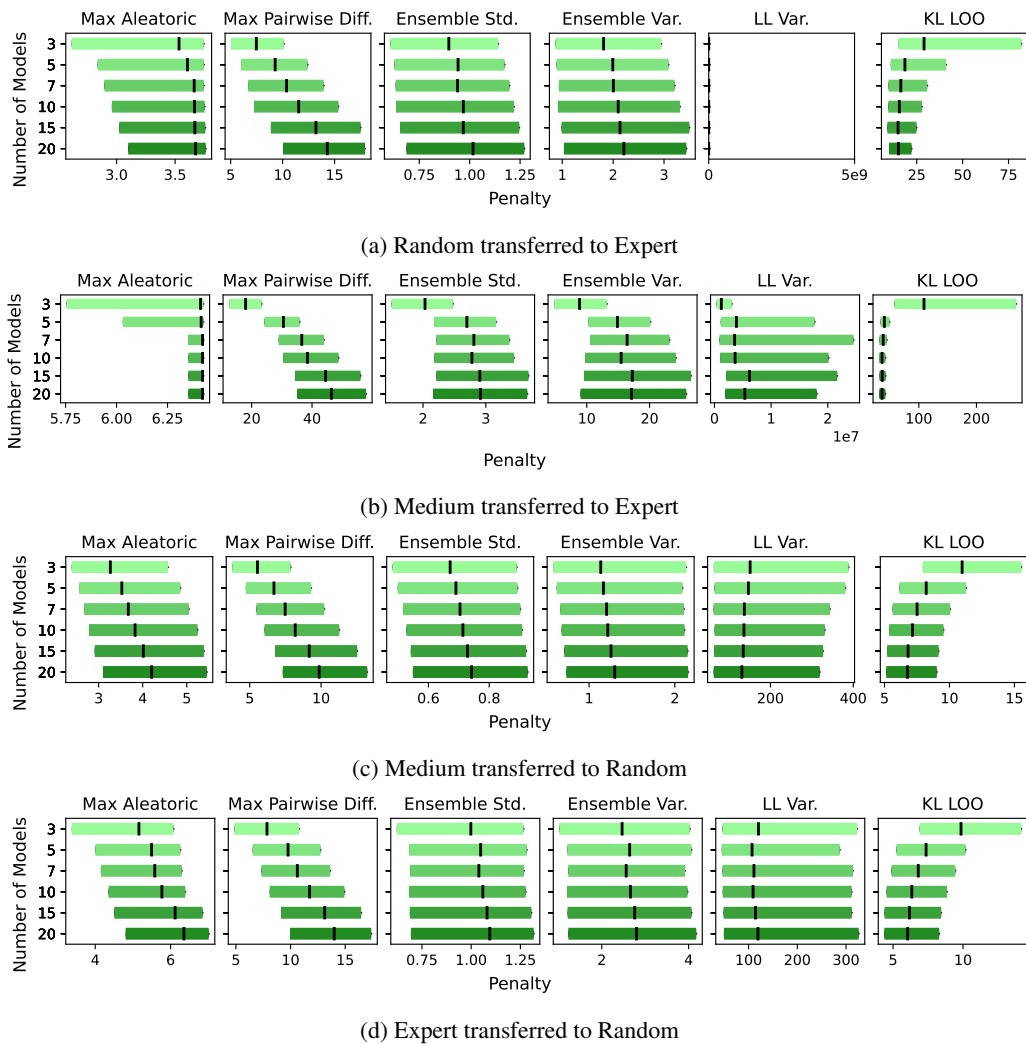 Max Aleatoric Max Pairwise Diff. Ensemble Std. Ensemble Var. LL Var. KL LOO
Number of Models
3
5
7
10
15
20
3.0 3.5 5 10 15 0.75 1.00 1.25 1 2 3 0 5e9 25 50 75
Penalty
(a) Random transferred to Expert
Max Aleatoric Max Pairwise Diff. Ensemble Std. Ensemble Var. LL Var. KL LOO
Number of Models
3
5
7
10
15
20
5.75 6.00 6.25 20 40 2 3 10 20 0 1 2 100 200
1e7
Penalty
(b) Medium transferred to Expert
Max Aleatoric Max Pairwise Diff. Ensemble Std. Ensemble Var. LL Var. KL LOO
Number of Models
3
5
7
10
15
20
3 4 5 5 10 0.6 0.8 1 2 200 400 5 10 15
Penalty
(c) Medium transferred to Random
Max Aleatoric Max Pairwise Diff. Ensemble Std. Ensemble Var. LL Var. KL LOO
Number of Models
3
5
7
10
15
20
4 6 5 10 15 0.75 1.00 1.25 2 4 100 200 300 5 10
Penalty
(d) Expert transferred to Random